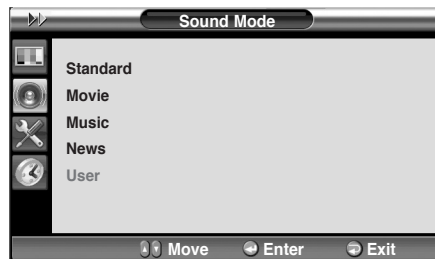 Sound Mode
Standard
Movie
Music
News
User
Move Enter Exit